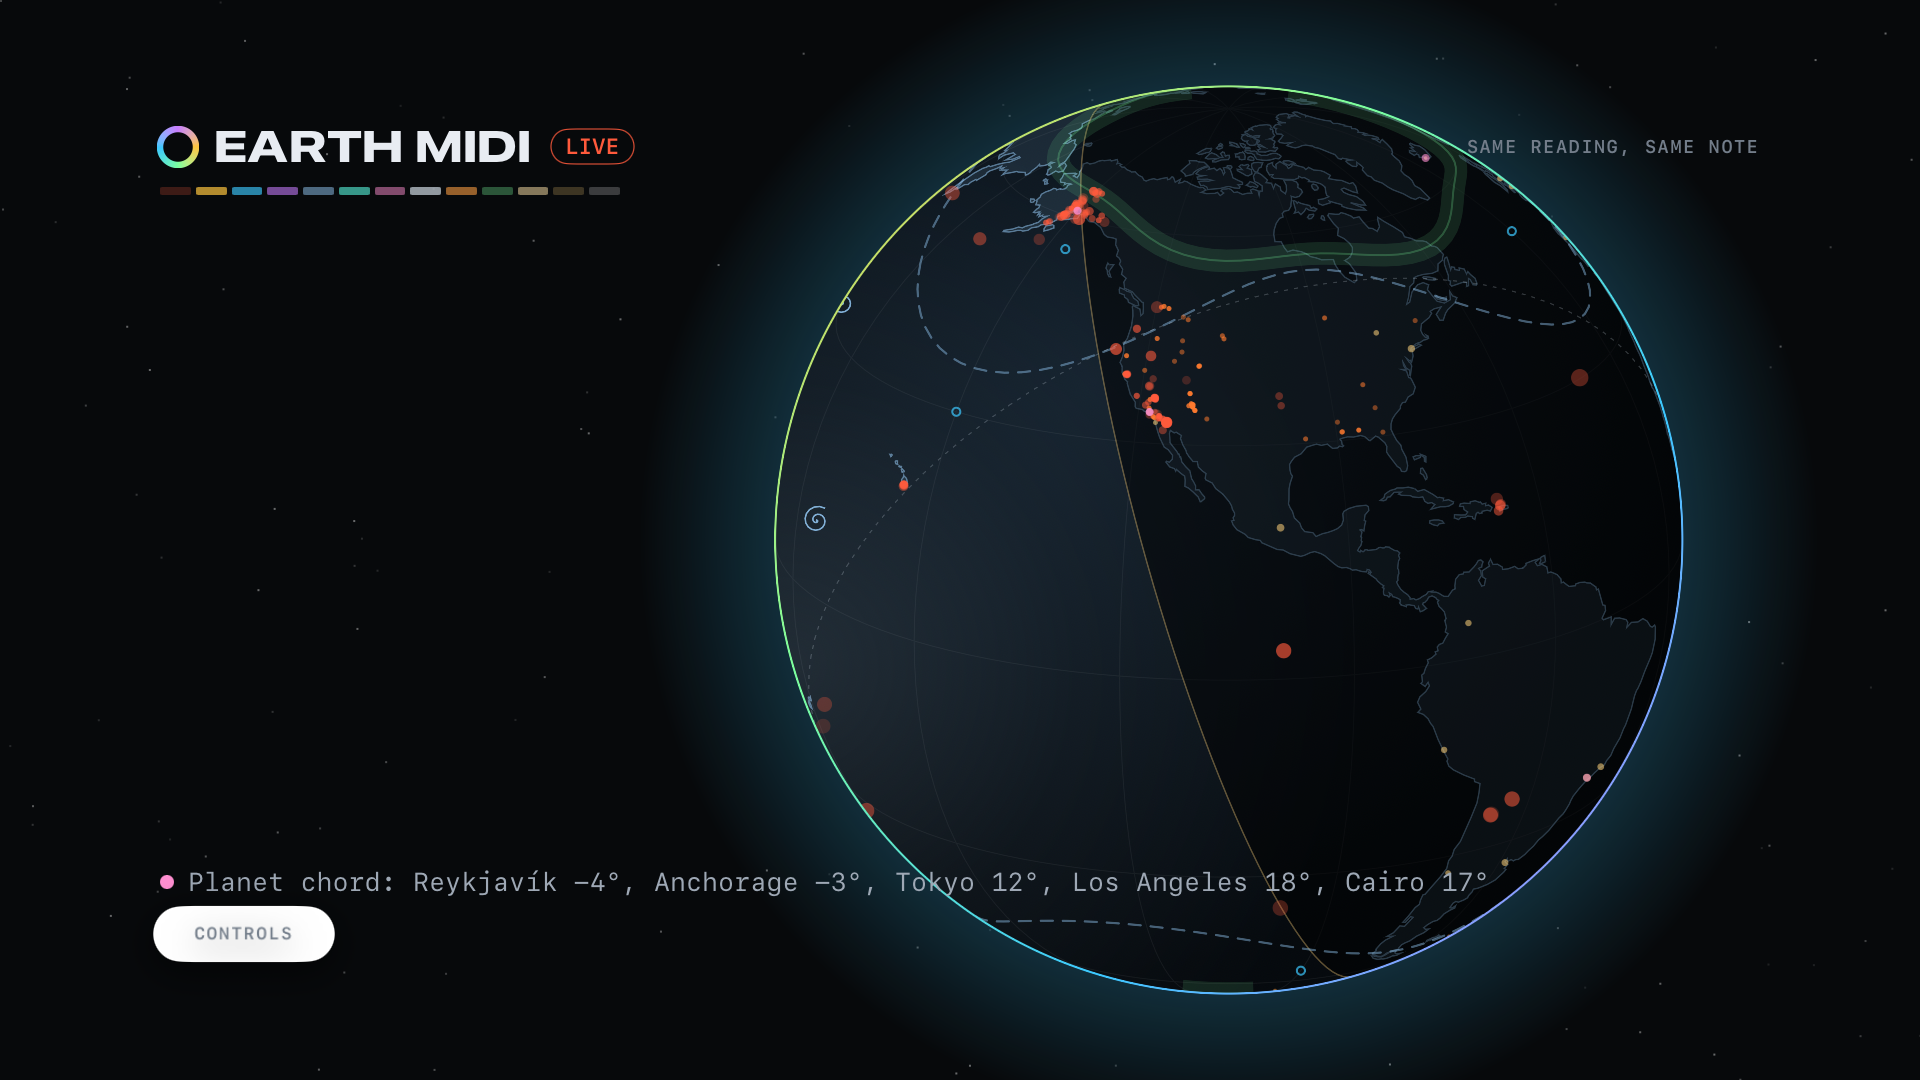 EARTH MIDI LIVE
SAME READING, SAME NOTE
Planet chord: Reykjavík −4°, Anchorage −3°, Tokyo 12°, Los Angeles 18°, Cairo 17°
CONTROLS